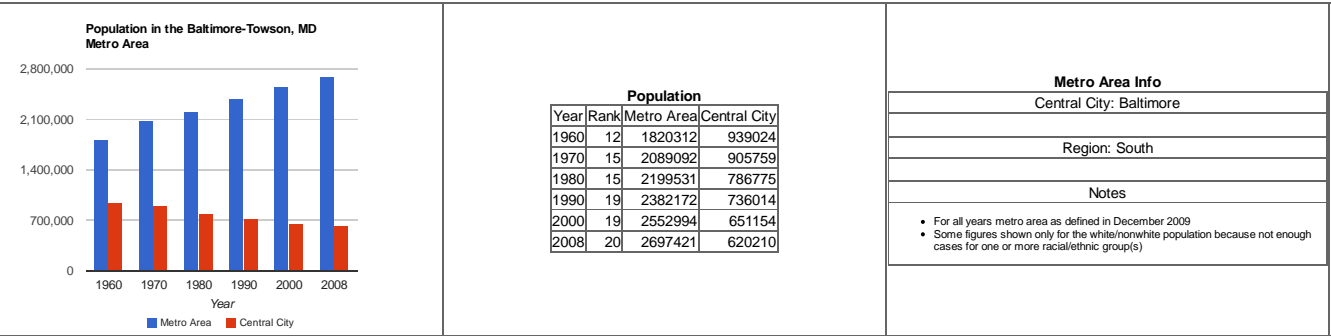 Population in the Baltimore-Towson, MD
Metro Area
2,800,000
2,100,000
1,400,000
700,000
0
1960 1970 1980 1990 2000 2008
Year
Metro Area Central City
Population
Year Rank Metro Area Central City
1960 12 1820312 939024
1970 15 2089092 905759
1980 15 2199531 786775
1990 19 2382172 736014
2000 19 2552994 651154
2008 20 2697421 620210
Metro Area Info
Central City: Baltimore
Region: South
Notes
• For all years metro area as defined in December 2009
• Some figures shown only for the white/nonwhite population because not enough
cases for one or more racial/ethnic group(s)